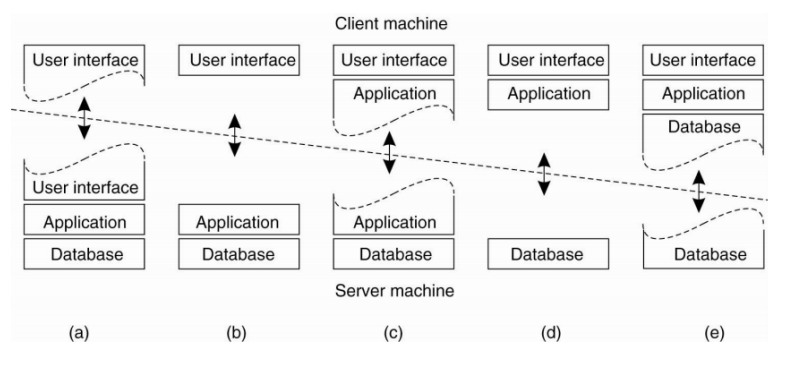 Client machine
User interface User interface User interface User interface User interface
Application Application Application
Database
User interface
Application Application Application
Database Database Database Database Database
Server machine
(a) (b) (c) (d) (e)